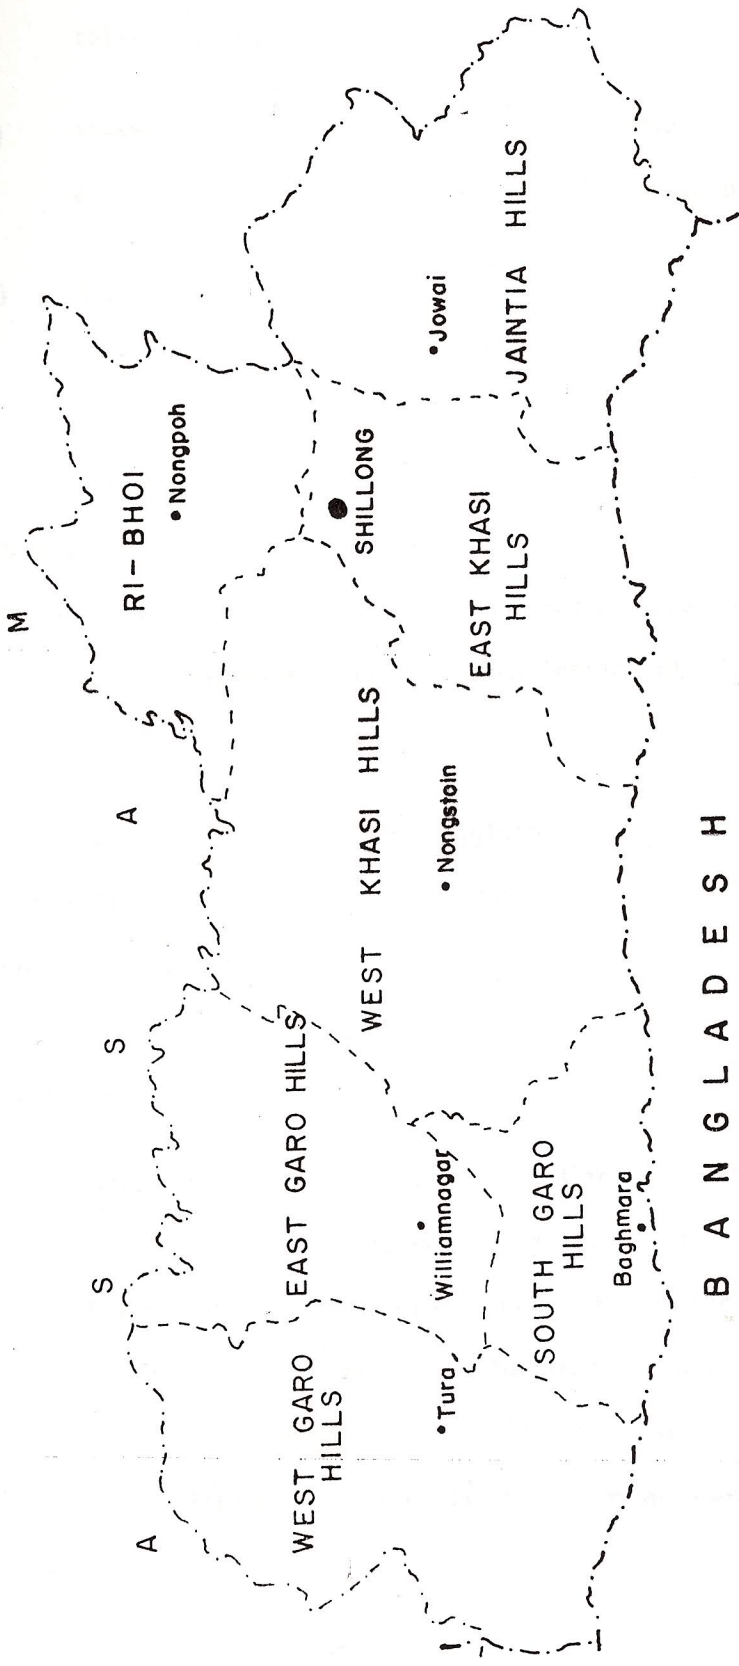 A S S A M
RI-BHOI
Nongpoh
WEST GARO
HILLS
EAST GARO HILLS
WEST KHASI HILLS
SHILLONG
Tura
Williamnagar
Nongstoin
EAST KHASI
HILLS
Jowai
JAINTIA HILLS
SOUTH GARO
HILLS
Baghmara
BANGLADESH